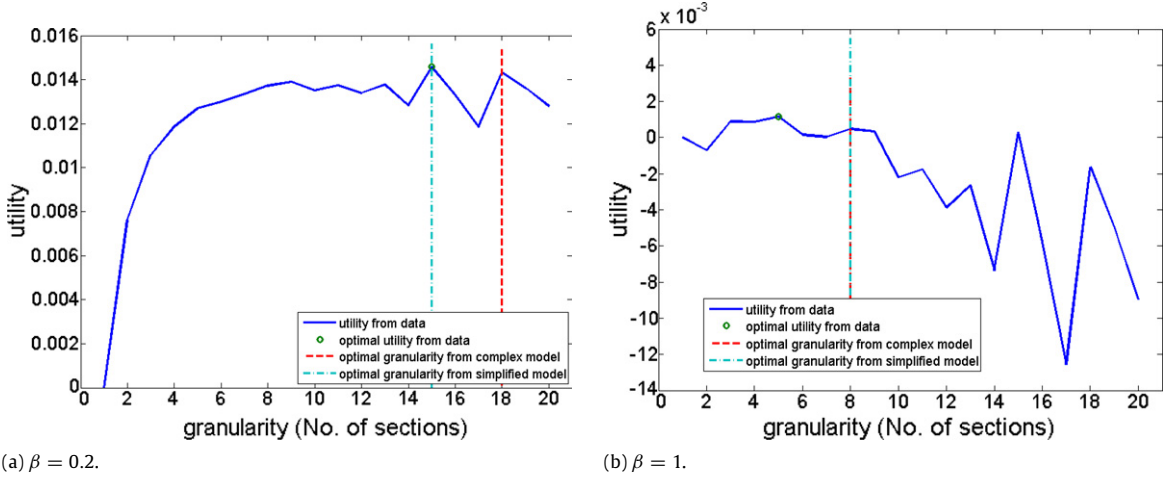 0.016
0.014
0.012
0.01
0.008
0.006
0.004
0.002
0
utility
0 2 4 6 8 10 12 14 16 18 20
granularity (No. of sections)
utility from data
optimal utility from data
optimal granularity from complex model
optimal granularity from simplified model
(a) β = 0.2.
x 10⁻³
6
4
2
0
-2
-4
-6
-8
-10
-12
-14
utility
0 2 4 6 8 10 12 14 16 18 20
granularity (No. of sections)
utility from data
optimal utility from data
optimal granularity from complex model
optimal granularity from simplified model
(b) β = 1.